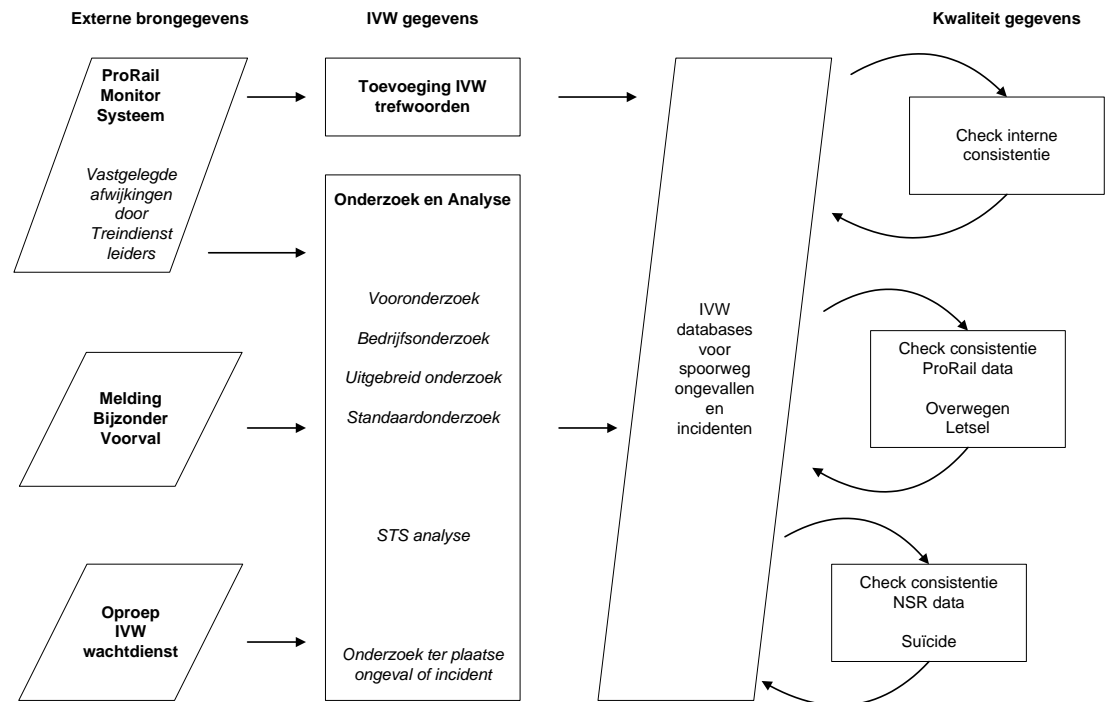 Externe brongegevens
IVW gegevens
Kwaliteit gegevens
ProRail
Monitor
Systeem
Vastgelegde
afwijkingen
door
Treindienst
leiders
Toevoeging IVW
trefwoorden
Onderzoek en Analyse
Vooronderzoek
Bedrijfsonderzoek
Uitgebreid onderzoek
Standaardonderzoek
STS analyse
Onderzoek ter plaatse
ongeval of incident
Melding
Bijzonder
Voorval
Oproep
IVW
wachtdienst
IVW
databases
voor
spoorweg
ongevallen
en
incidenten
Check interne
consistentie
Check consistentie
ProRail data
Overwegen
Letsel
Check consistentie
NSR data
Suïcide